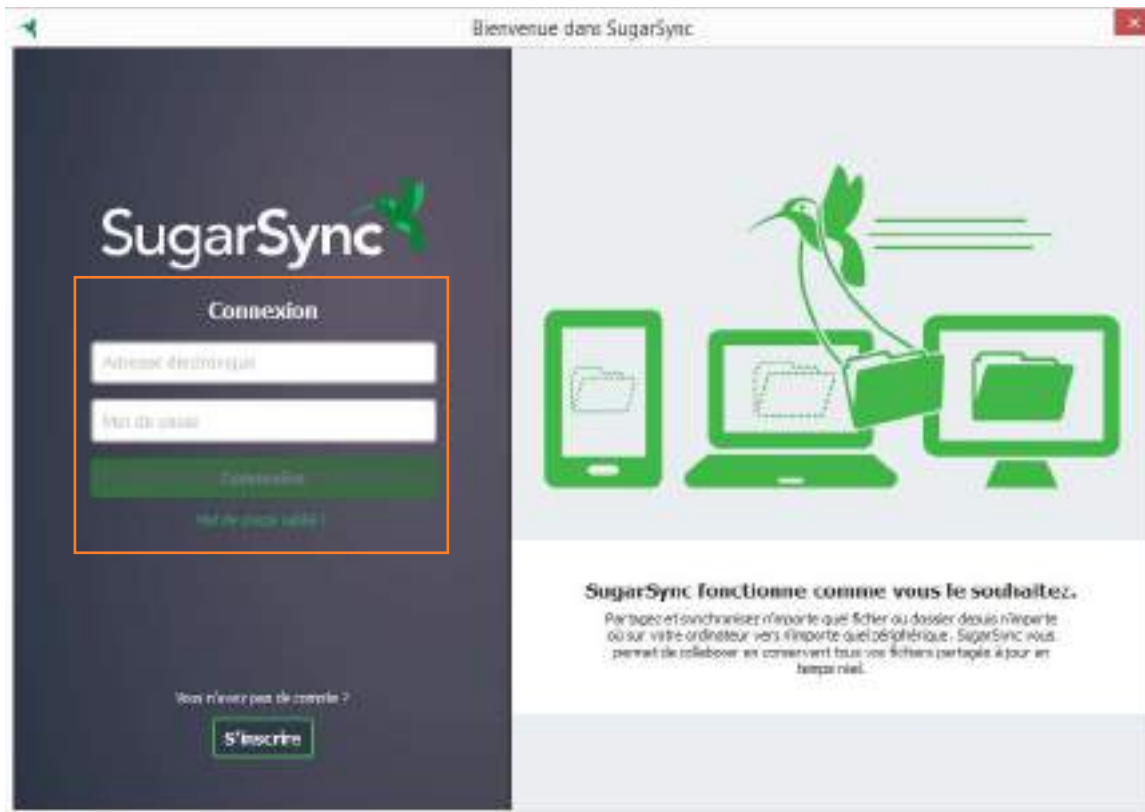 Bienvenue dans SugarSync
SugarSync
Connexion
Adresse électronique
Mot de passe
Connexion
Mot de passe oublié ?
Vous n'avez pas de compte ?
S'inscrire
SugarSync fonctionne comme vous le souhaitez.
Partagez et synchronisez n'importe quel fichier ou dossier depuis n'importe
où sur votre ordinateur vers n'importe quel périphérique. SugarSync vous
permet de collaborer en conservant tous vos fichiers partagés à jour en
temps réel.